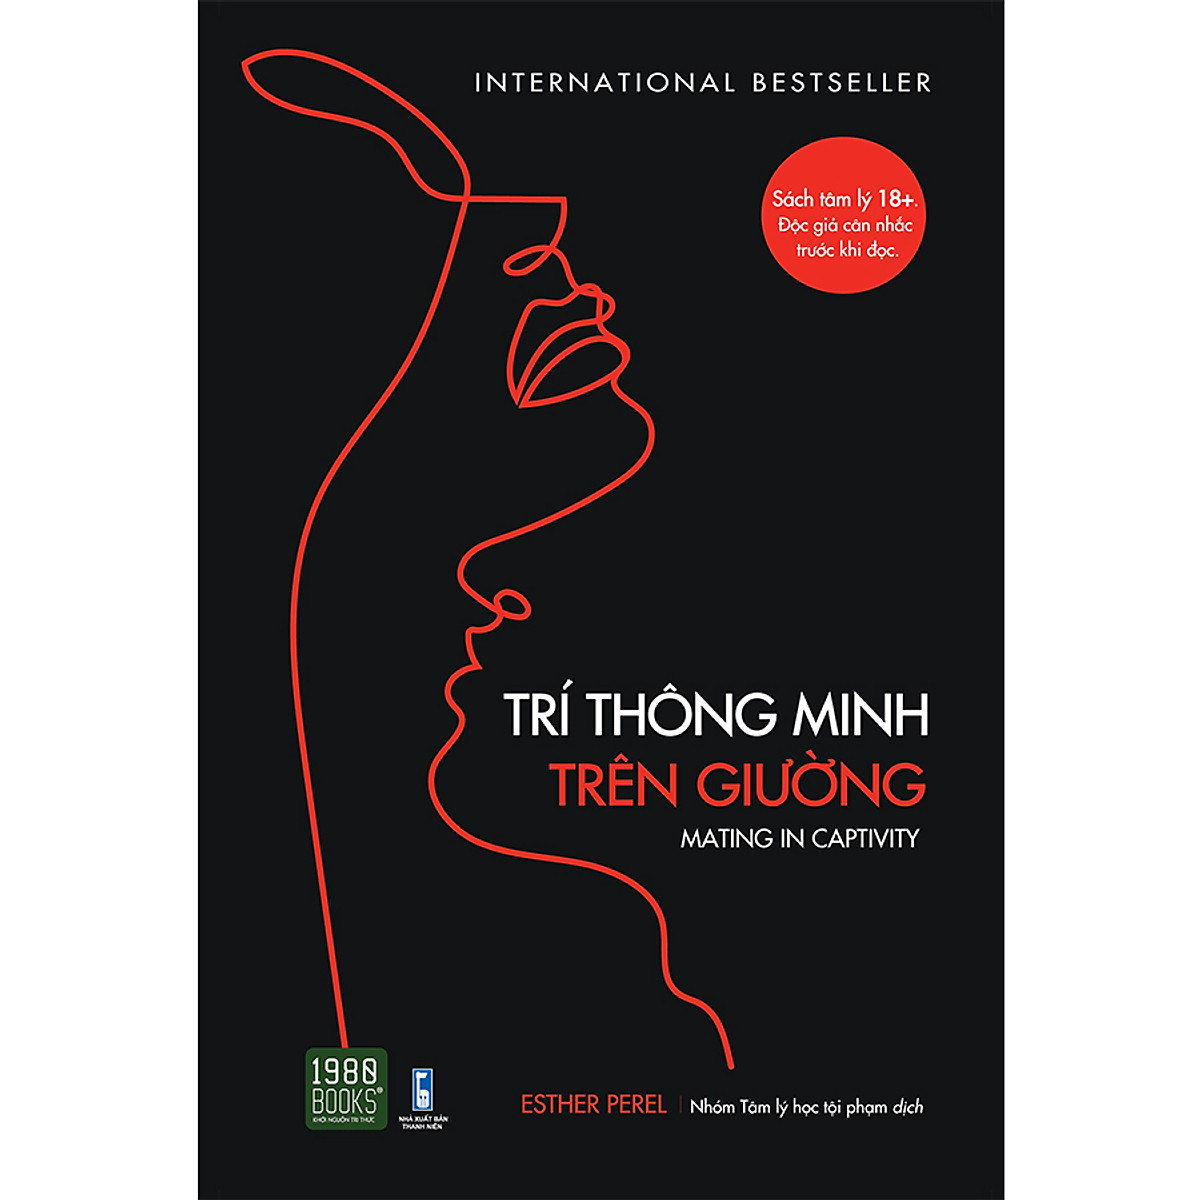 INTERNATIONAL BESTSELLER
Sách tâm lý 18+.
Độc giả cân nhắc
trước khi đọc.
TRÍ THÔNG MINH
TRÊN GIƯỜNG
MATING IN CAPTIVITY
1980
BOOKS®
KHƠI NGUỒN TRI THỨC
NHÀ XUẤT BẢN
THANH NIÊN
ESTHER PEREL | Nhóm Tâm lý học tội phạm dịch